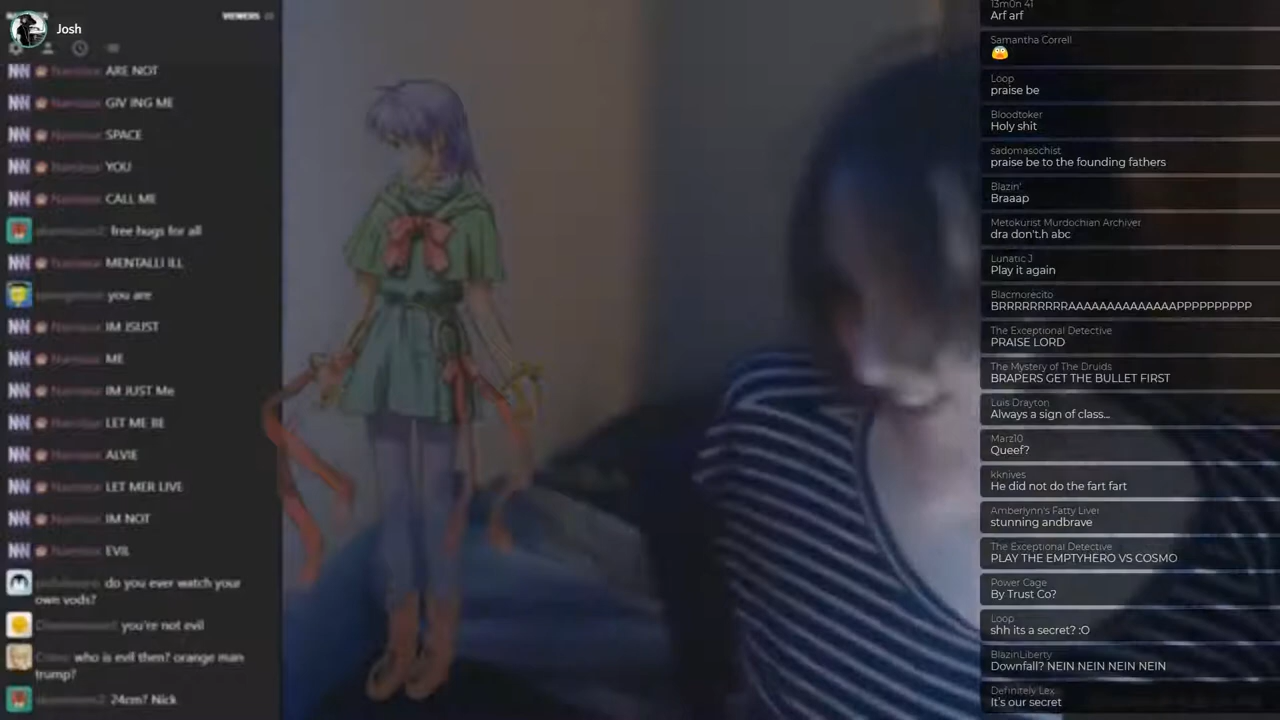 Josh
VIEWERS
ARE NOT
GIV ING ME
SPACE
YOU
CALL ME
free hugs for all
MENTALLI ILL
you are
IM JSUST
ME
IM JUST Me
LET ME BE
ALVIE
LET MER LIVE
IM NOT
EVIL
do you ever watch your
own vods?
you're not evil
who is evil then? orange man
trump?
24cm? Nick
13m0n 41
Arf arf
Samantha Correll
Loop
praise be
Bloodtoker
Holy shit
sadomasochist
praise be to the founding fathers
Blazin'
Braaap
Metokurist Murdochian Archiver
dra don't,h abc
Lunatic J
Play it again
Blacmorecito
BRRRRRRRRRAAAAAAAAAAAAAAPPPPPPPPPP
The Exceptional Detective
PRAISE LORD
The Mystery of The Druids
BRAPERS GET THE BULLET FIRST
Luis Drayton
Always a sign of class...
Marz10
Queef?
kknives
He did not do the fart fart
Amberlynn's Fatty Liver
stunning andbrave
The Exceptional Detective
PLAY THE EMPTYHERO VS COSMO
Power Cage
By Trust Co?
Loop
shh its a secret? :O
BlazinLiberty
Downfall? NEIN NEIN NEIN NEIN
Definitely Lex
It's our secret